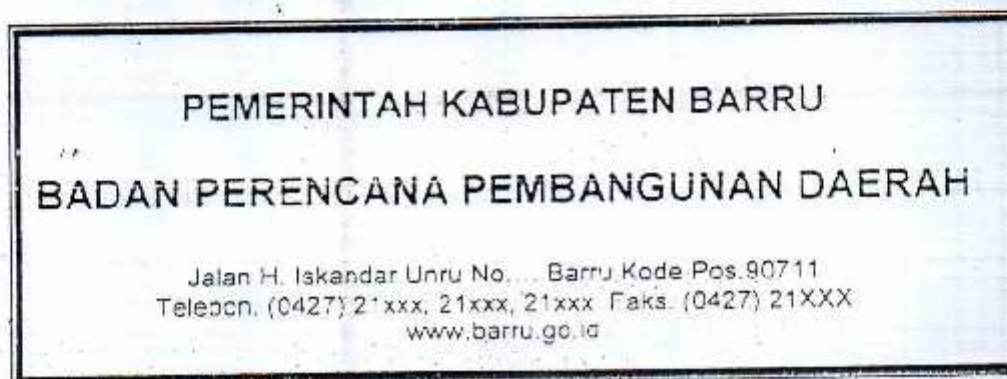 PEMERINTAH KABUPATEN BARRU
BADAN PERENCANA PEMBANGUNAN DAERAH
Jalan H. Iskandar Unru No.... Barru Kode Pos.90711
Telepon. (0427) 21xxx, 21xxx, 21xxx Faks. (0427) 21XXX
www.barru.go.id